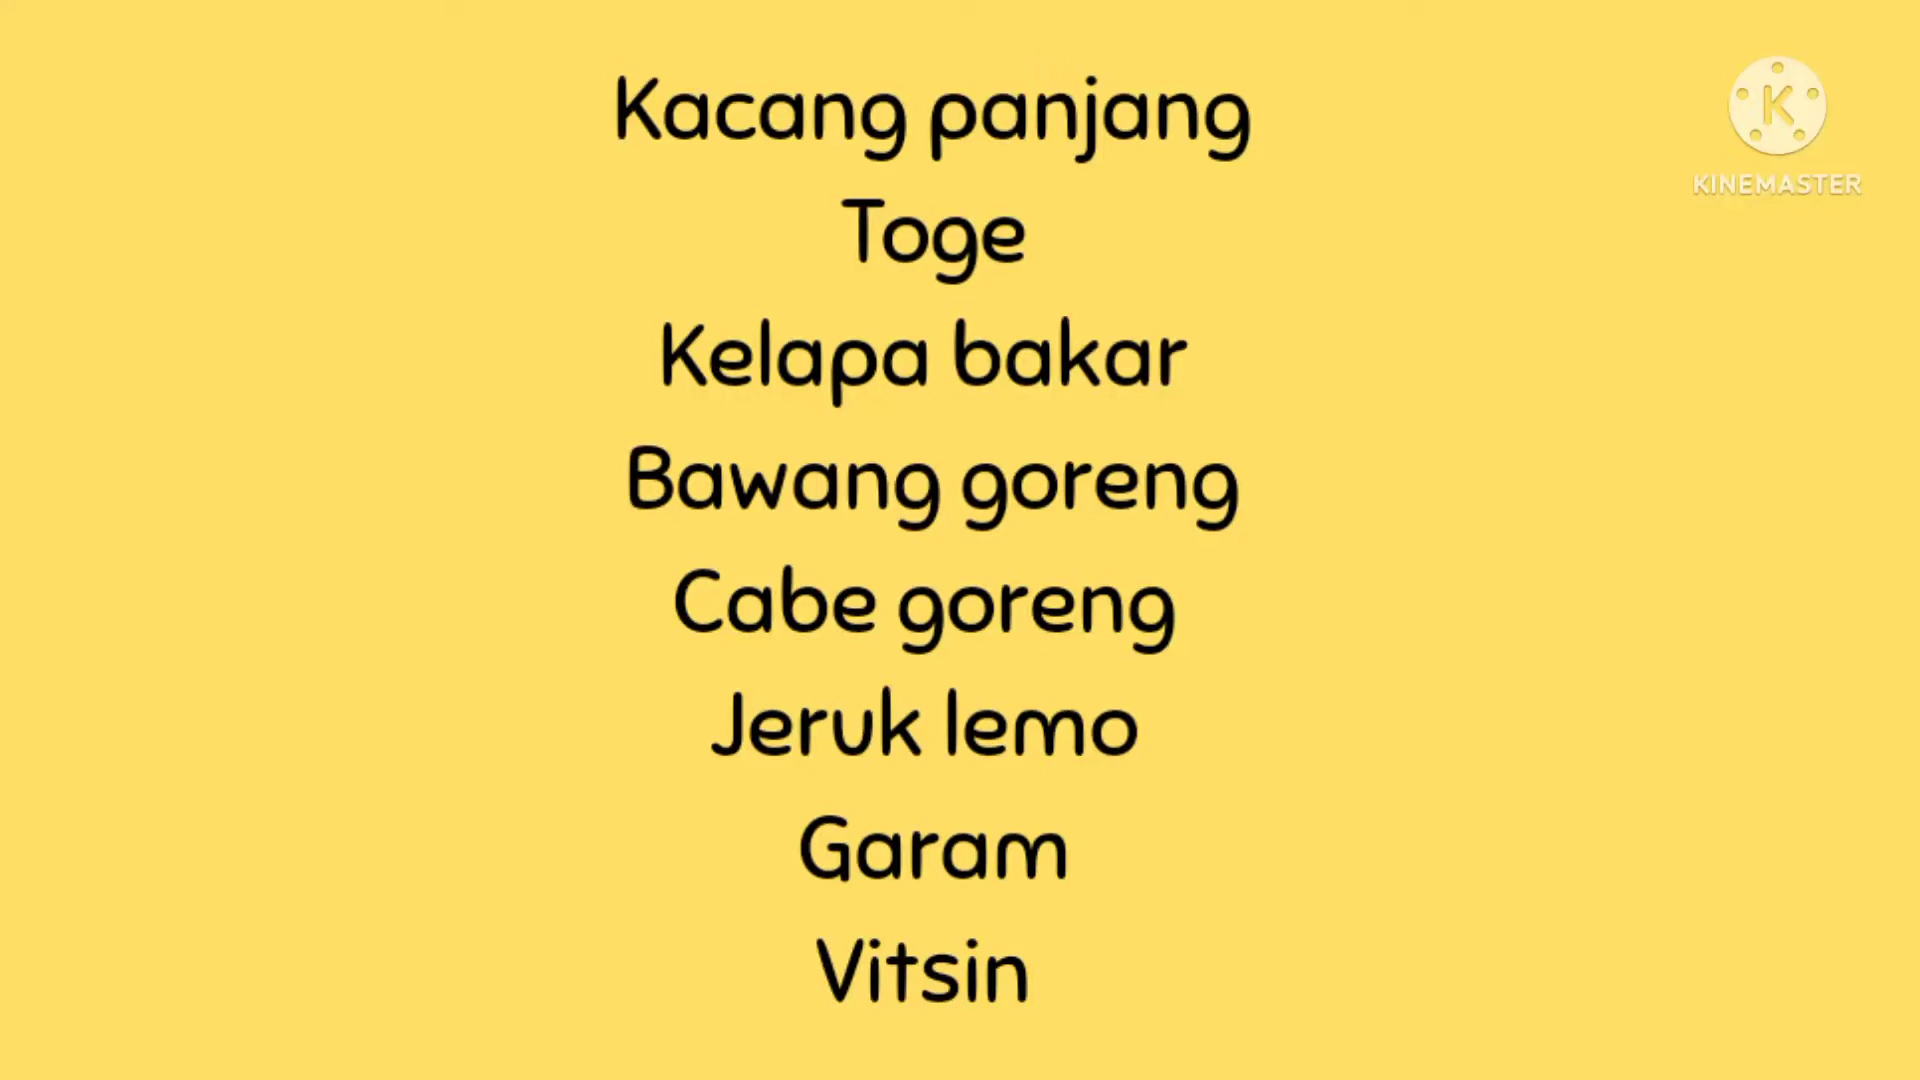 Kacang panjang
Toge
Kelapa bakar
Bawang goreng
Cabe goreng
Jeruk lemo
Garam
Vitsin
K
KINEMASTER